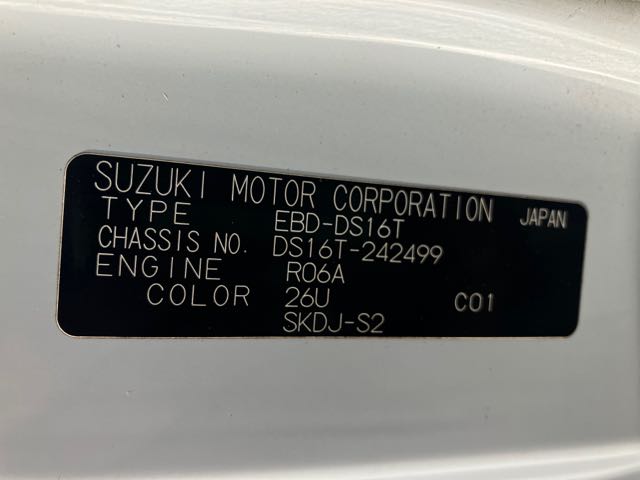 SUZUKI MOTOR CORPORATION JAPAN
TYPE EBD-DS16T
CHASSIS NO. DS16T-242499
ENGINE R06A
COLOR 26U C01
SKDJ-S2